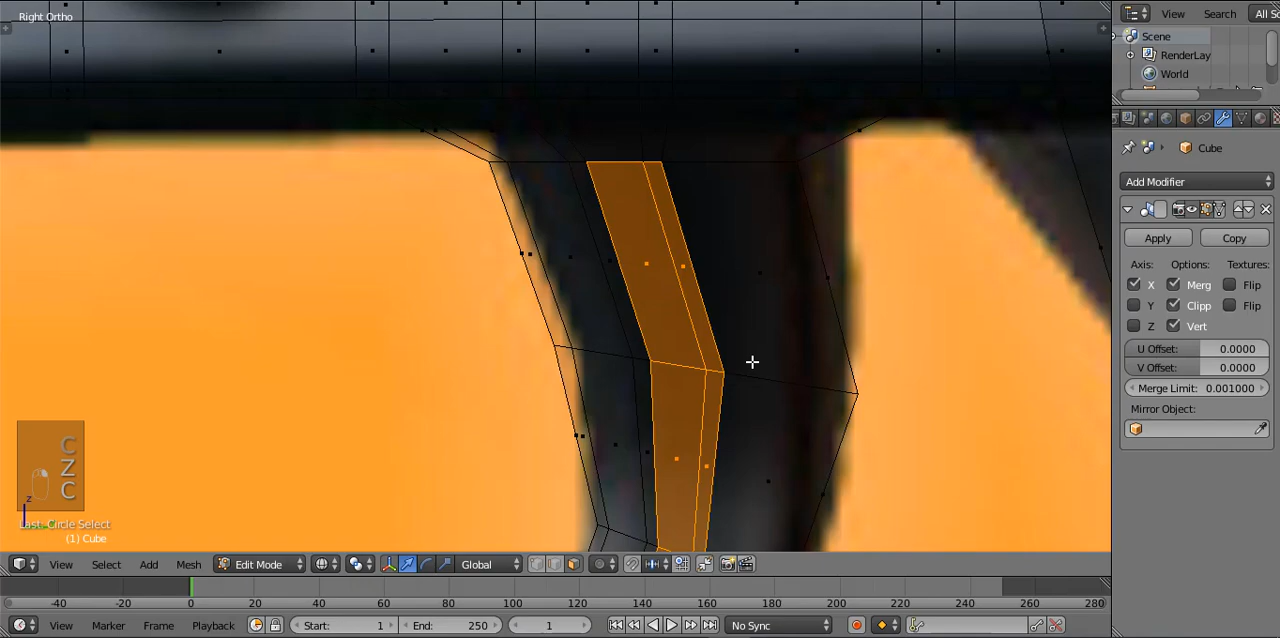 Right Ortho
View Search All Sc
Scene
RenderLay
World
Cube
Add Modifier
Apply Copy
Axis: Options: Textures:
X Merg Flip
Y Clipp Flip
Z Vert
U Offset: 0.0000
V Offset: 0.0000
Merge Limit: 0.001000
Mirror Object:
C
Z
C
z
Last: Circle Select
(1) Cube
View Select Add Mesh Edit Mode Global
-40 -20 0 20 40 60 80 100 120 140 160 180 200 220 240 260 280
View Marker Frame Playback Start: 1 End: 250 1 No Sync